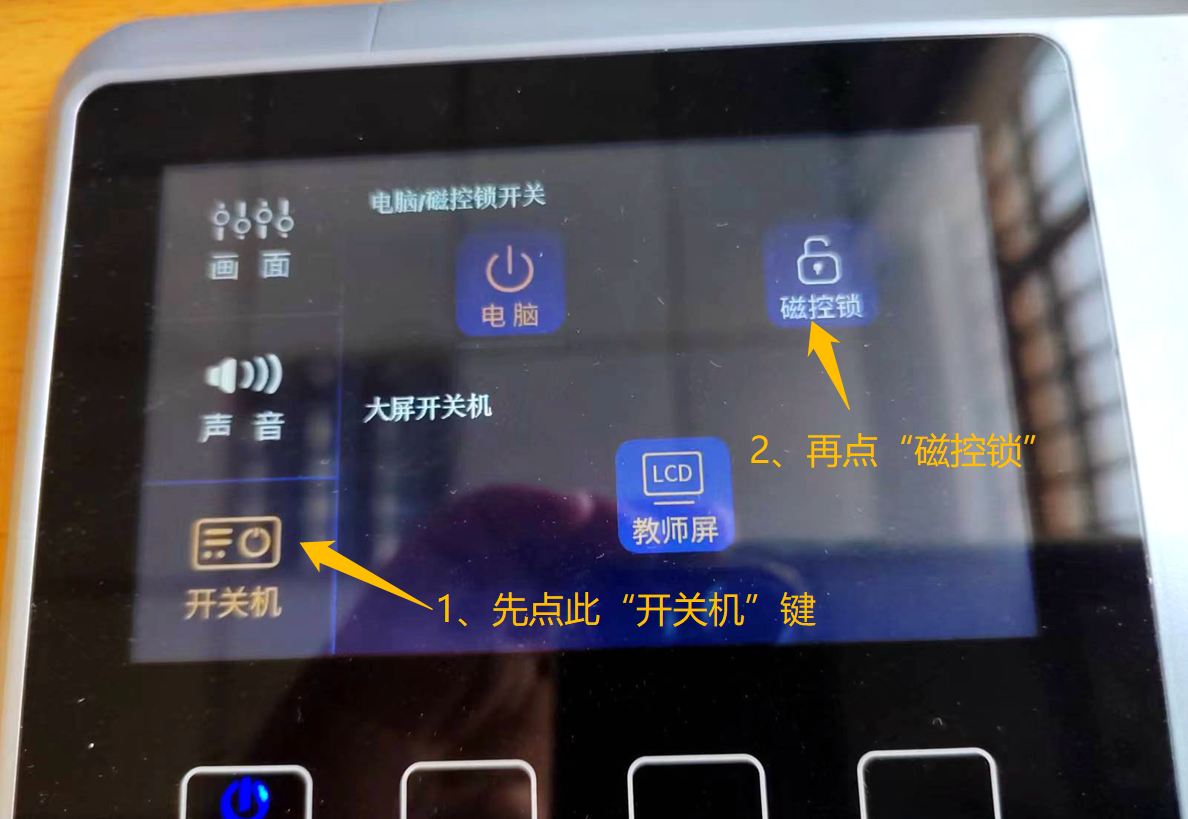 电脑/磁控锁开关
画 面
电 脑
磁控锁
声 音
大屏开关机
2、再点“磁控锁”
LCD
教师屏
开关机
1、先点此“开关机”键